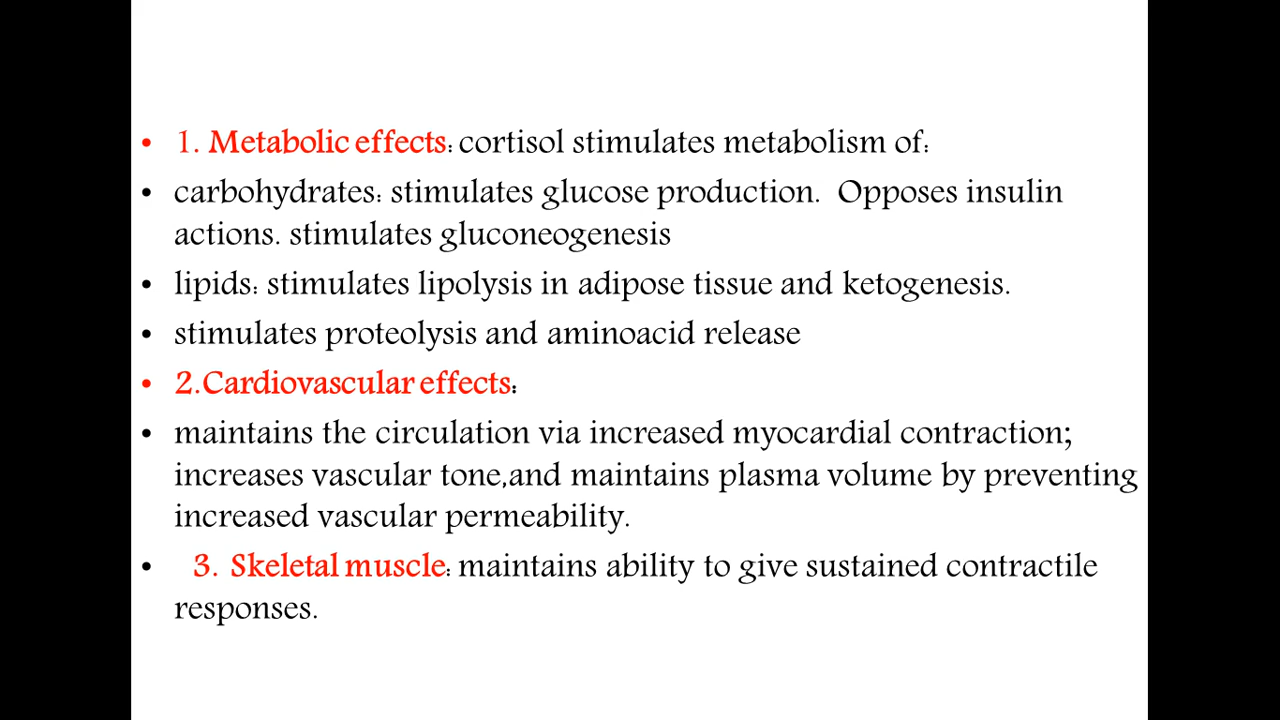 • 1. Metabolic effects: cortisol stimulates metabolism of:
• carbohydrates: stimulates glucose production. Opposes insulin
actions. stimulates gluconeogenesis
• lipids: stimulates lipolysis in adipose tissue and ketogenesis.
• stimulates proteolysis and aminoacid release
• 2.Cardiovascular effects:
• maintains the circulation via increased myocardial contraction;
increases vascular tone,and maintains plasma volume by preventing
increased vascular permeability.
• 3. Skeletal muscle: maintains ability to give sustained contractile
responses.